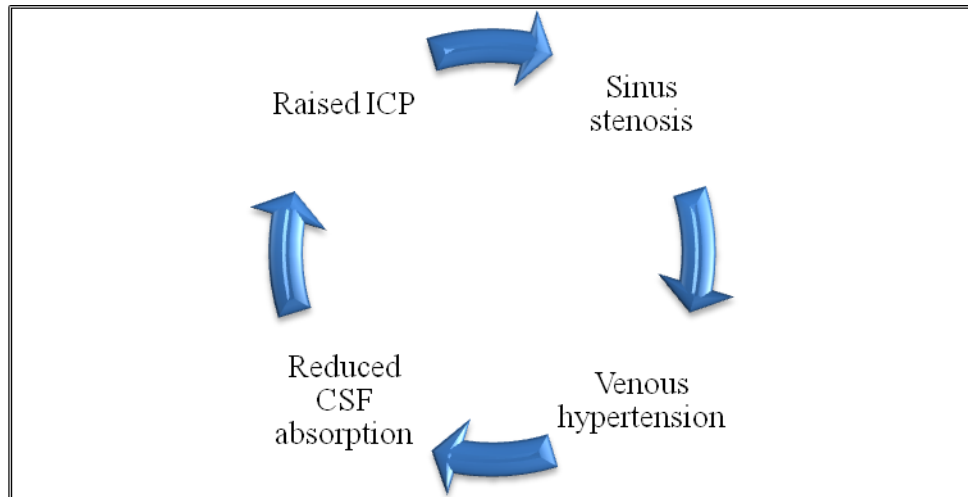 Raised ICP
Sinus
stenosis
Venous
hypertension
Reduced
CSF
absorption